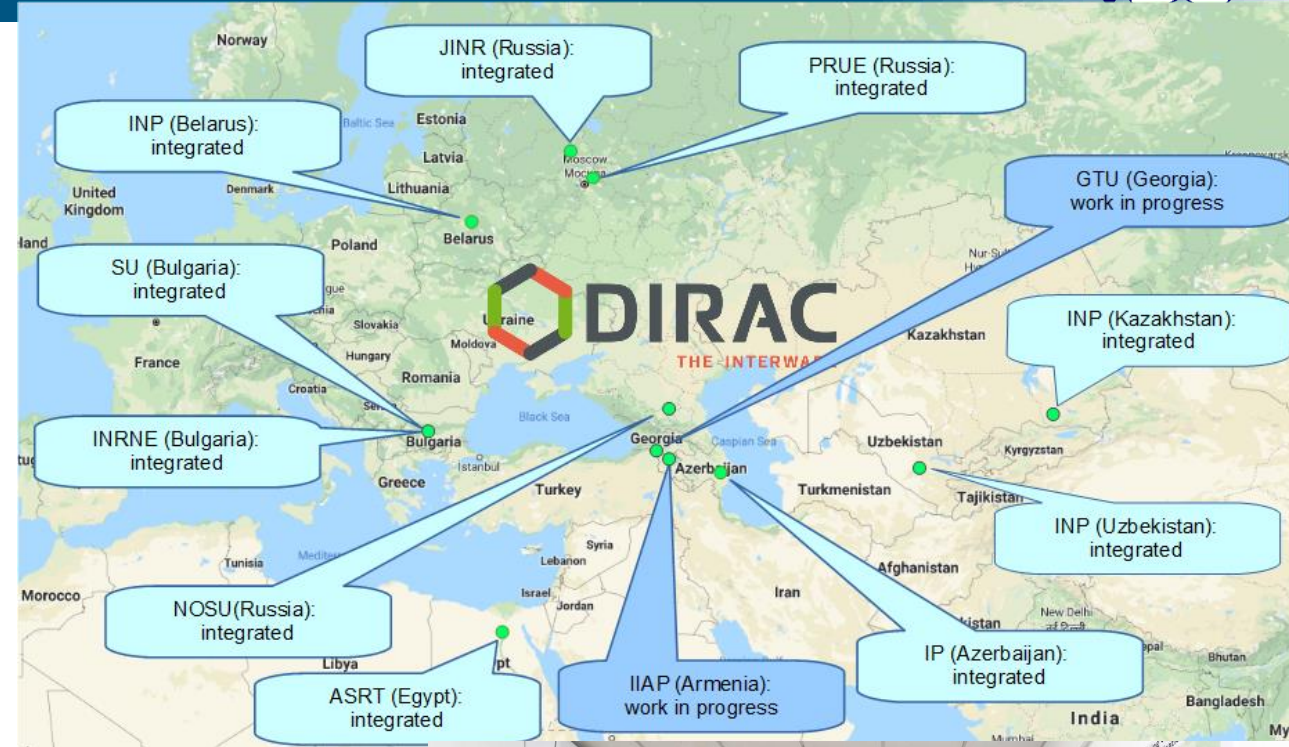 Norway
JINR (Russia):
integrated
PRUE (Russia):
integrated
INP (Belarus):
integrated
Baltic Sea
Estonia
Latvia
Moscow
Lithuania
Denmark
United
Kingdom
GTU (Georgia):
work in progress
Belarus
Poland
SU (Bulgaria):
integrated
DIRAC
THE INTERWA
Slovakia
Moldova
Kazakhstan
INP (Kazakhstan):
integrated
France
Hungary
Romania
Croatia
Black Sea
INRNE (Bulgaria):
integrated
Bulgaria
Georgia
Caspian Sea
Uzbekistan
Kyrgyzstan
Istanbul
Azerbaijan
Greece
Turkey
Turkmenistan
Tajikistan
INP (Uzbekistan):
integrated
Syria
Tunisia
Lebanon
Afghanistan
Morocco
Israel
Iran
Jordan
New Delhi
NOSU(Russia):
integrated
IP (Azerbaijan):
integrated
Libya
Bhutan
ASRT (Egypt):
integrated
IIAP (Armenia):
work in progress
Bangladesh
India